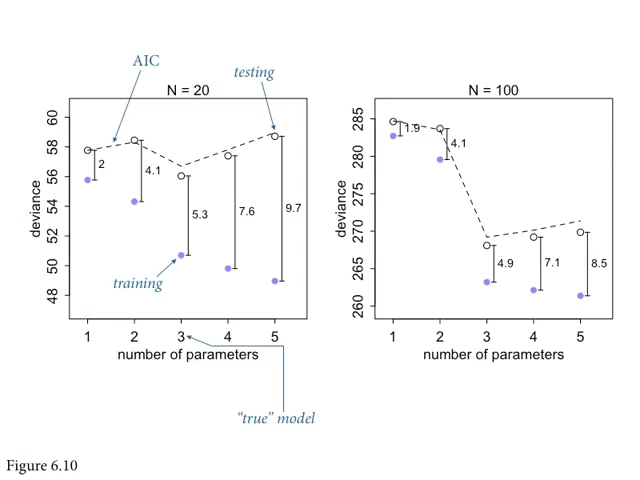 AIC
testing
N = 20
N = 100
60
58
56
54
52
50
48
deviance
2
4.1
5.3
7.6
9.7
training
1 2 3 4 5
number of parameters
285
280
275
270
265
260
deviance
1.9
4.1
4.9
7.1
8.5
1 2 3 4 5
number of parameters
“true” model
Figure 6.10